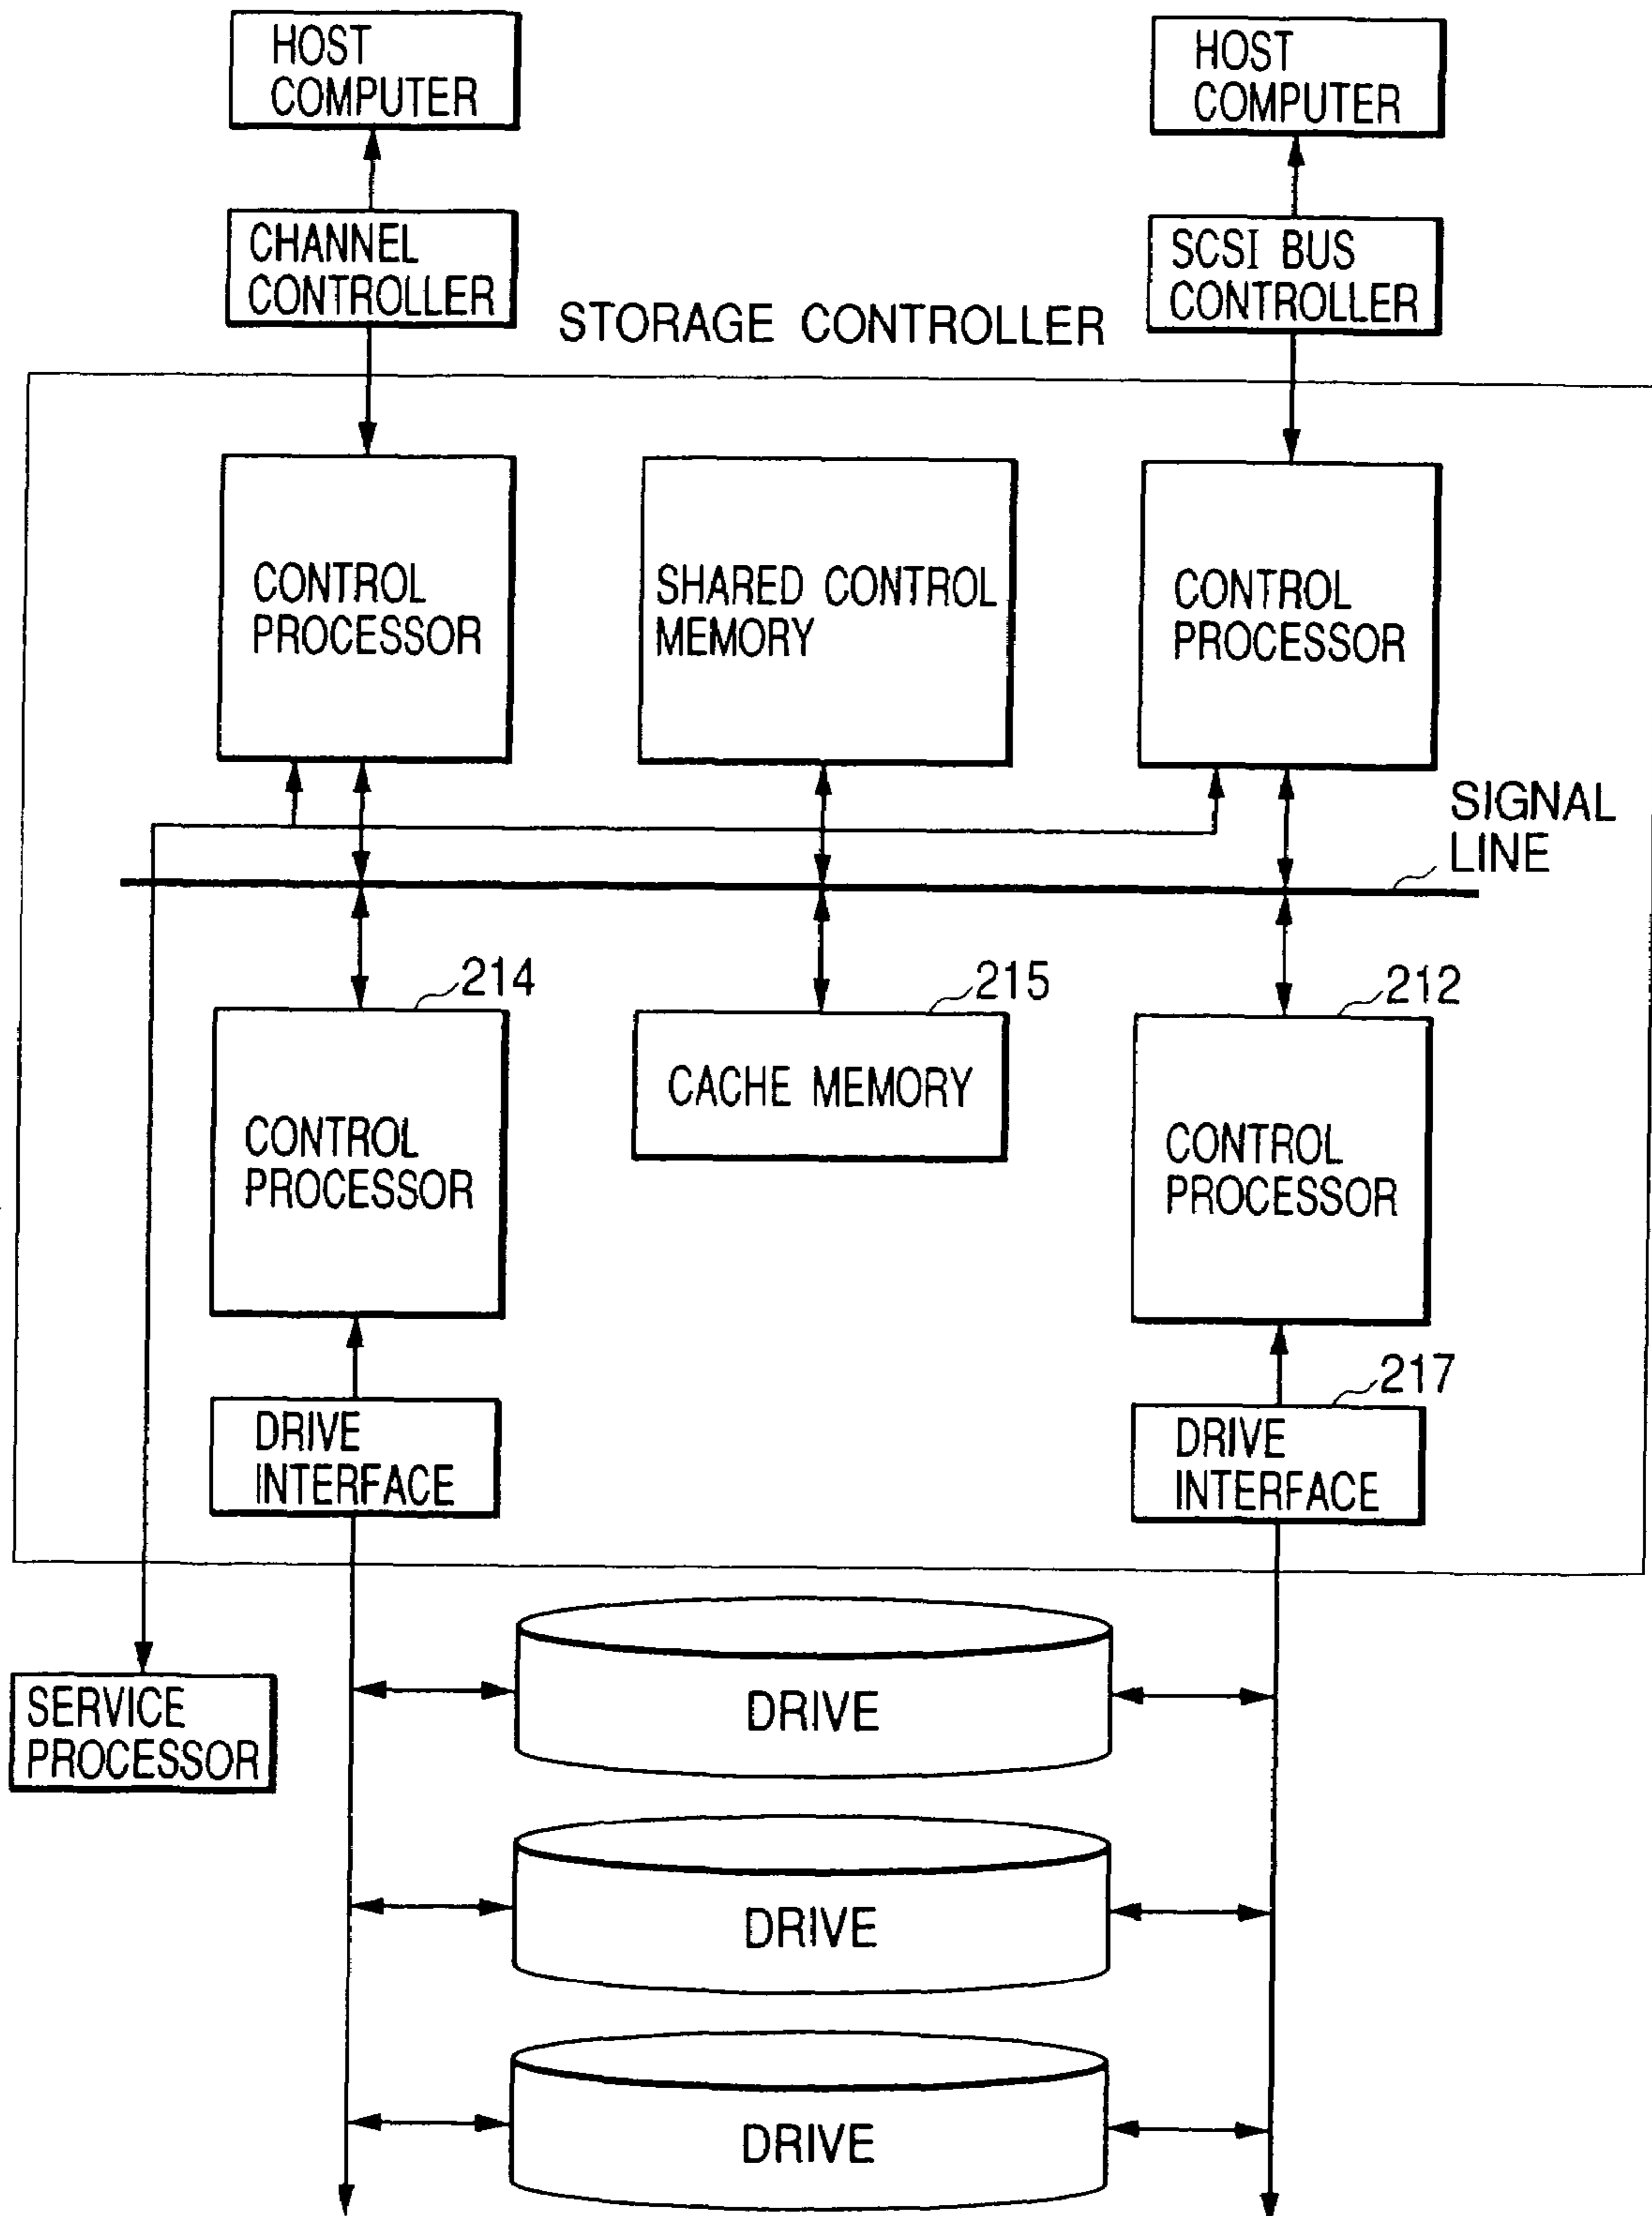 HOST
COMPUTER
HOST
COMPUTER
CHANNEL
CONTROLLER
SCSI BUS
CONTROLLER
STORAGE CONTROLLER
CONTROL
PROCESSOR
SHARED CONTROL
MEMORY
CONTROL
PROCESSOR
SIGNAL
LINE
214
215
212
CONTROL
PROCESSOR
CACHE MEMORY
CONTROL
PROCESSOR
217
DRIVE
INTERFACE
DRIVE
INTERFACE
SERVICE
PROCESSOR
DRIVE
DRIVE
DRIVE